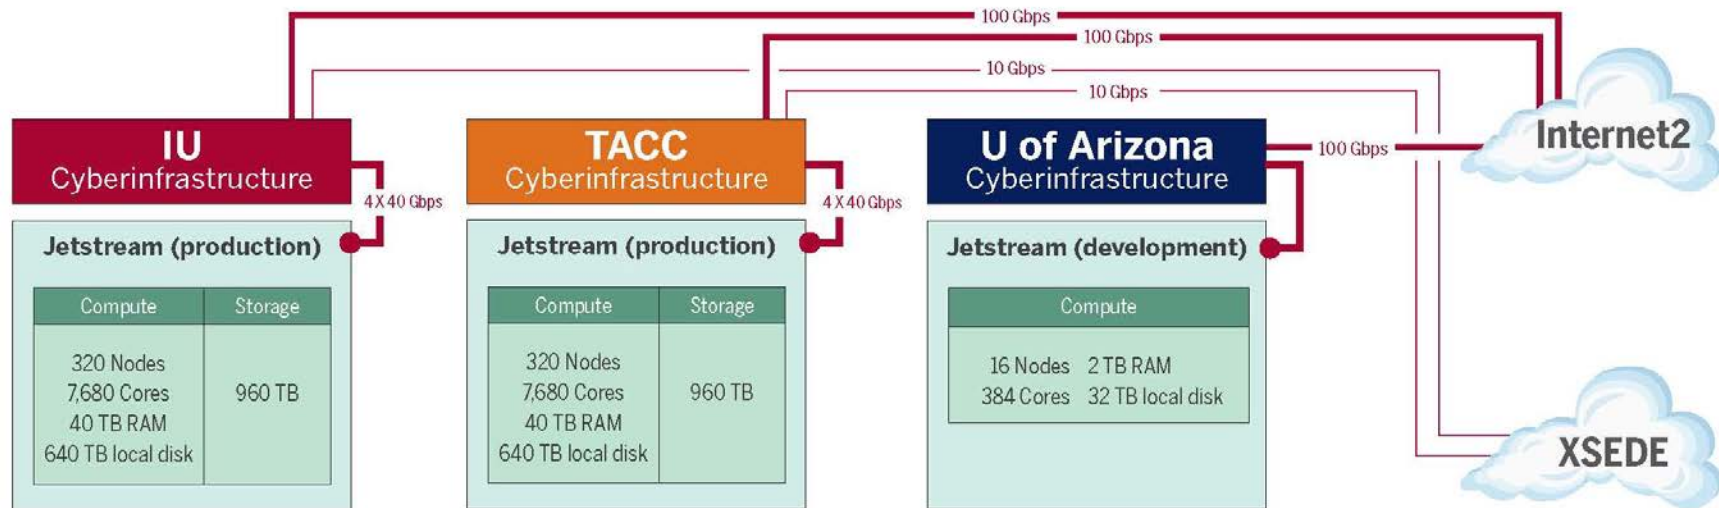 100 Gbps
100 Gbps
10 Gbps
10 Gbps
IU
Cyberinfrastructure
4 X 40 Gbps
Jetstream (production)
Compute
Storage
320 Nodes
7,680 Cores
40 TB RAM
640 TB local disk
960 TB
TACC
Cyberinfrastructure
4 X 40 Gbps
Jetstream (production)
Compute
Storage
320 Nodes
7,680 Cores
40 TB RAM
640 TB local disk
960 TB
U of Arizona
Cyberinfrastructure
100 Gbps
Jetstream (development)
Compute
16 Nodes 2 TB RAM
384 Cores 32 TB local disk
Internet2
XSEDE